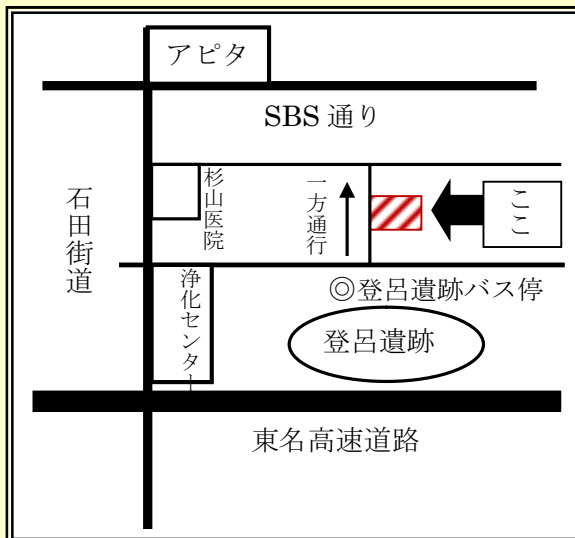 アピタ
SBS 通り
石田街道
杉山医院
一方通行
ここ
◎登呂遺跡バス停
浄化センター
登呂遺跡
東名高速道路